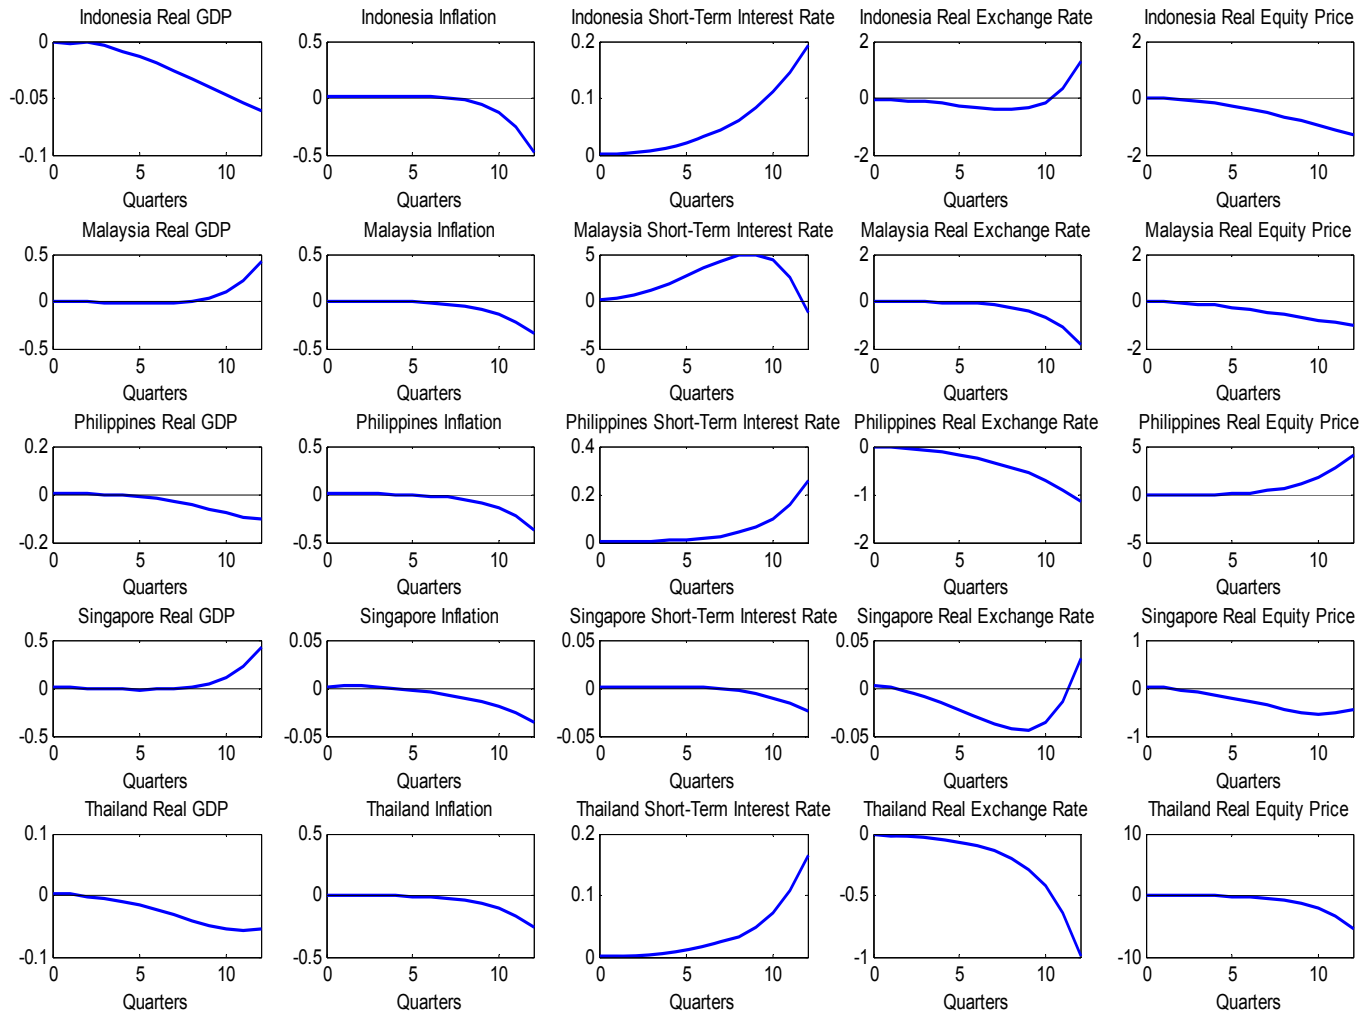 Indonesia Real GDP Indonesia Inflation Indonesia Short-Term Interest Rate Indonesia Real Exchange Rate Indonesia Real Equity Price
0 0.5 0.2 2 2
-0.05 0 0.1 0 0
-0.1 -0.5 0 -2 -2
0 5 10 0 5 10 0 5 10 0 5 10 0 5 10
Quarters Quarters Quarters Quarters Quarters
Malaysia Real GDP Malaysia Inflation Malaysia Short-Term Interest Rate Malaysia Real Exchange Rate Malaysia Real Equity Price
0.5 0.5 5 2 2
0 0 0 0 0
-0.5 -0.5 -5 -2 -2
0 5 10 0 5 10 0 5 10 0 5 10 0 5 10
Quarters Quarters Quarters Quarters Quarters
Philippines Real GDP Philippines Inflation Philippines Short-Term Interest Rate Philippines Real Exchange Rate Philippines Real Equity Price
0.2 0.5 0.4 0 5
0 0 0.2 -1 0
-0.2 -0.5 0 -2 -5
0 5 10 0 5 10 0 5 10 0 5 10 0 5 10
Quarters Quarters Quarters Quarters Quarters
Singapore Real GDP Singapore Inflation Singapore Short-Term Interest Rate Singapore Real Exchange Rate Singapore Real Equity Price
0.5 0.05 0.05 0.05 1
0 0 0 0 0
-0.5 -0.05 -0.05 -0.05 -1
0 5 10 0 5 10 0 5 10 0 5 10 0 5 10
Quarters Quarters Quarters Quarters Quarters
Thailand Real GDP Thailand Inflation Thailand Short-Term Interest Rate Thailand Real Exchange Rate Thailand Real Equity Price
0.1 0.5 0.2 0 10
0 0 0.1 -0.5 0
-0.1 -0.5 0 -1 -10
0 5 10 0 5 10 0 5 10 0 5 10 0 5 10
Quarters Quarters Quarters Quarters Quarters